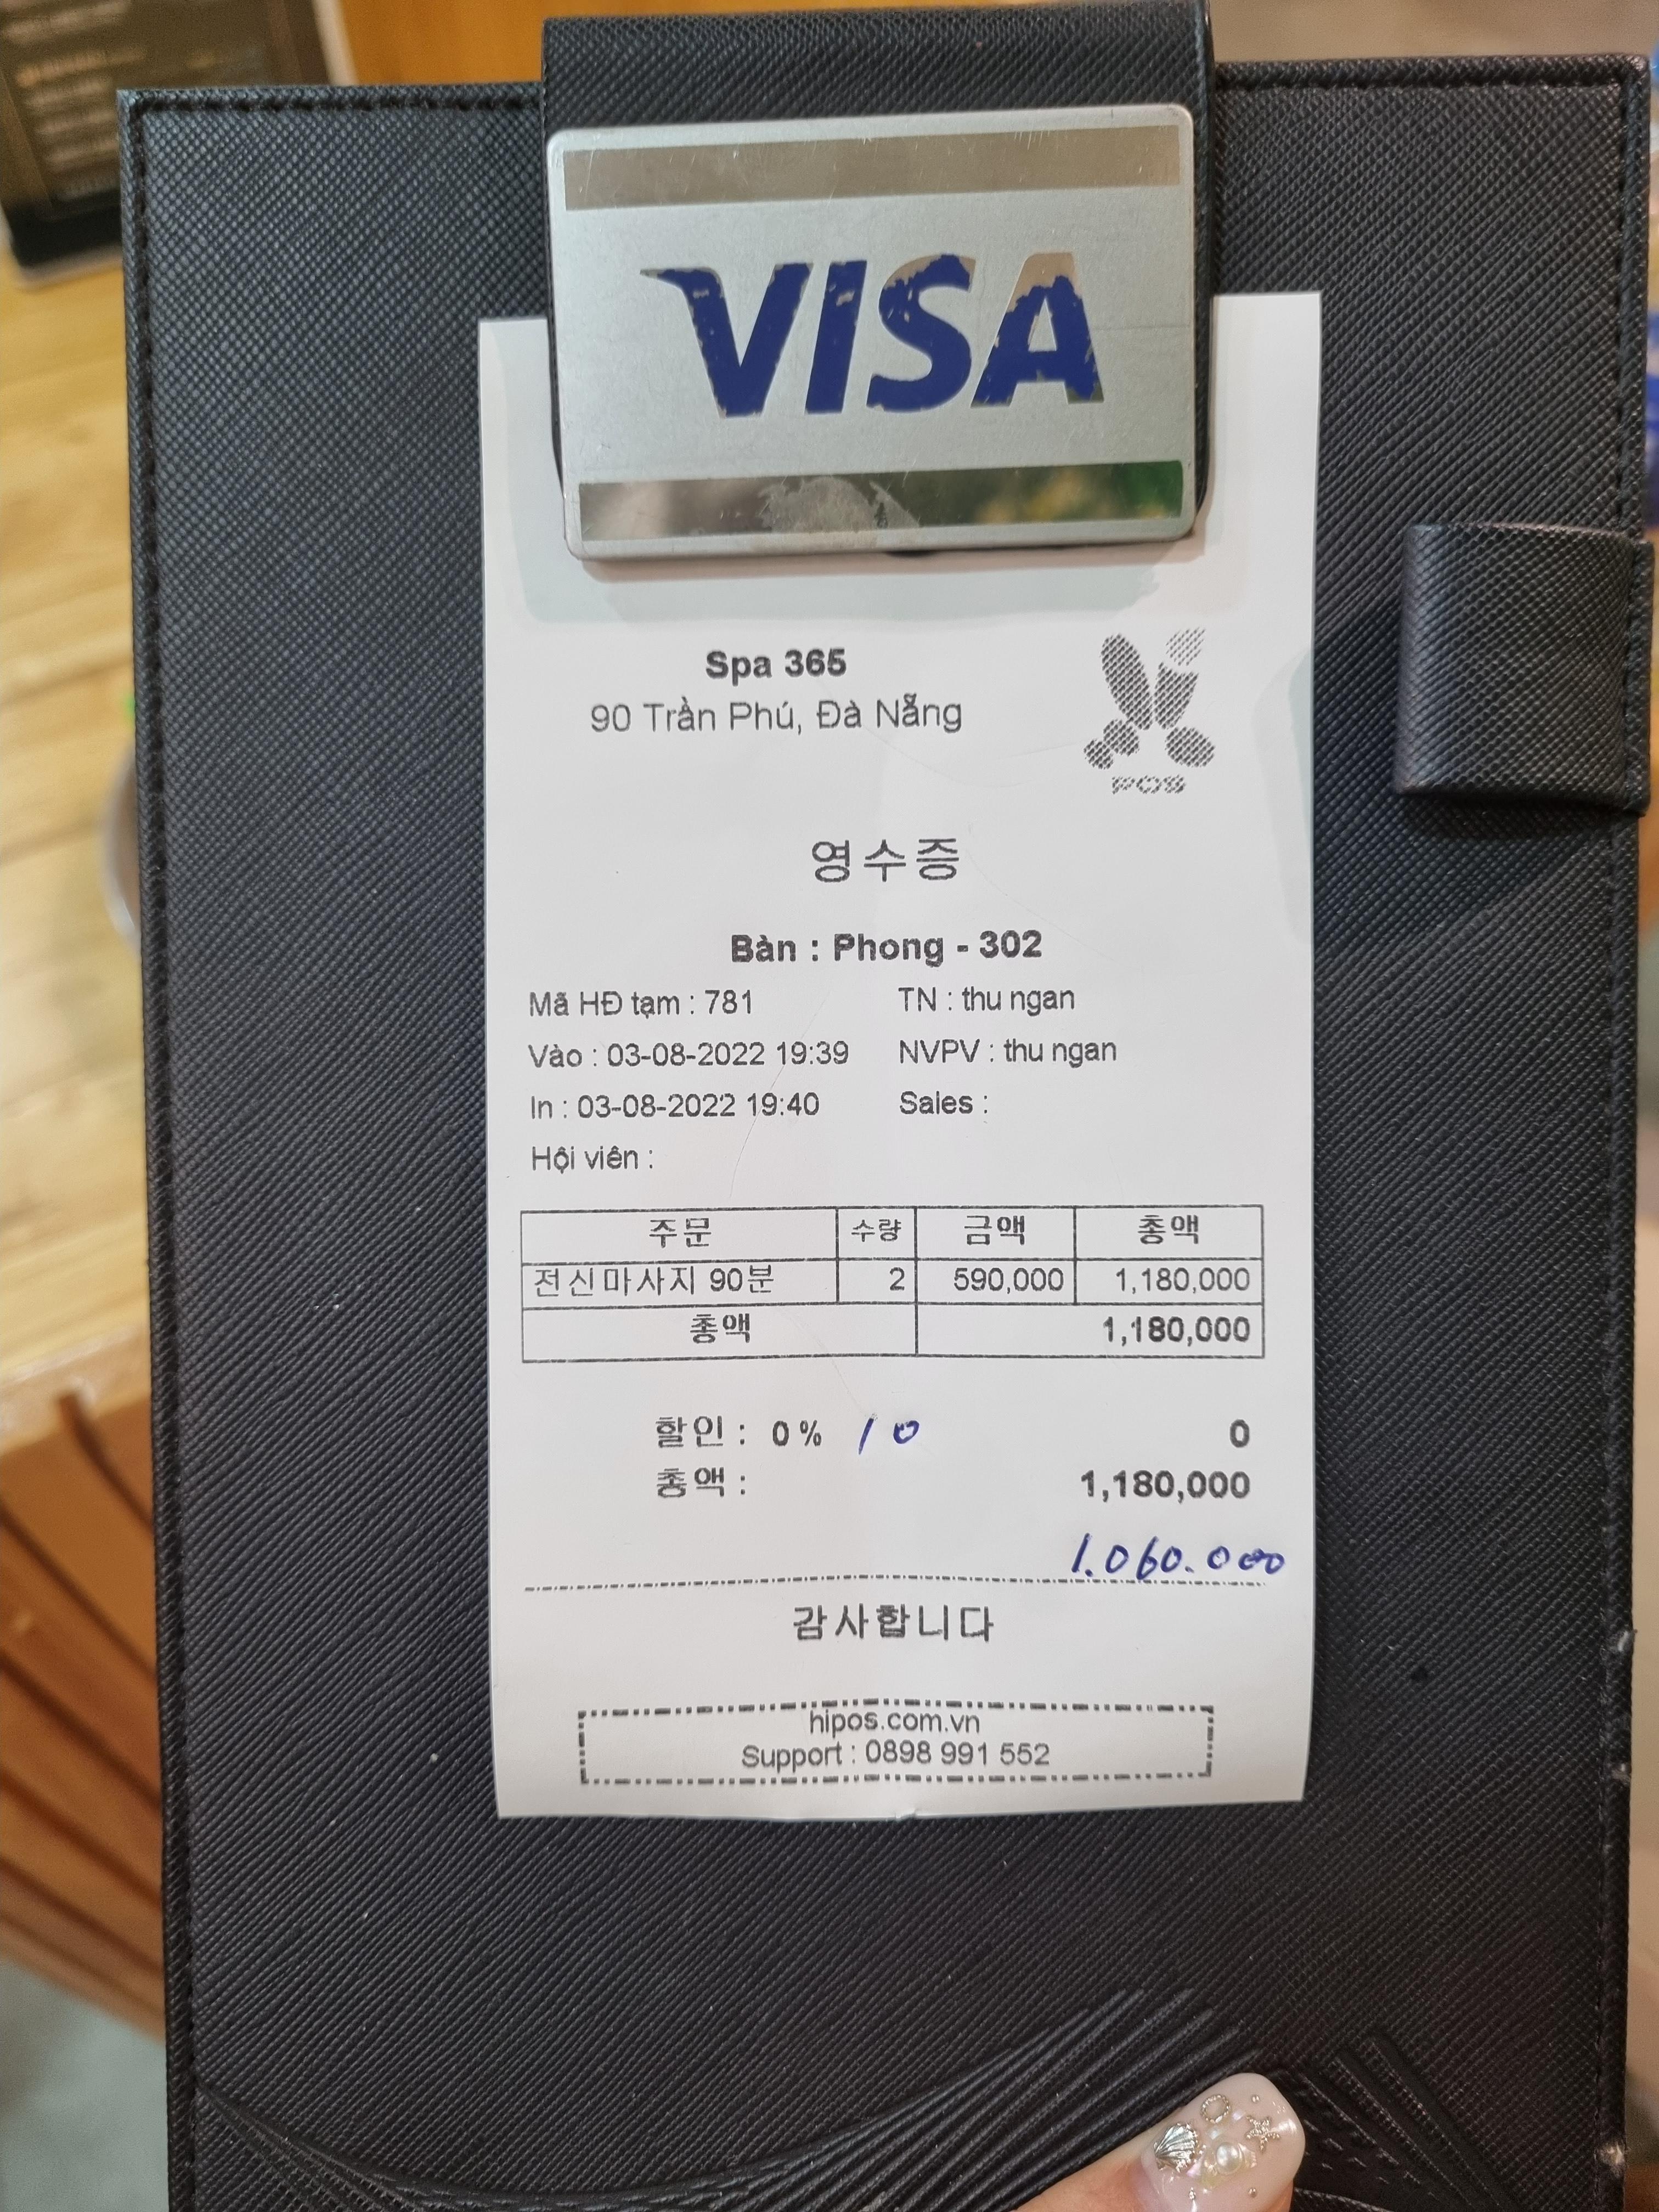 VISA
Spa 365
90 Trần Phú, Đà Nẵng
POS
영수증
Bàn : Phong - 302
Mã HĐ tạm : 781 TN : thu ngan
Vào : 03-08-2022 19:39 NVPV : thu ngan
In : 03-08-2022 19:40 Sales :
Hội viên :
주문 수량 금액 총액
전신마사지 90분 2 590,000 1,180,000
총액 1,180,000
할인 : 0 % 10 0
총액 : 1,180,000
1.060.000
감사합니다
hipos.com.vn
Support : 0898 991 552